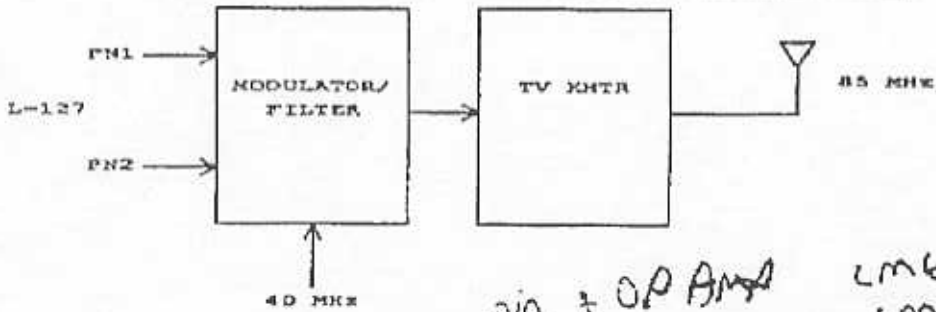 PN1
MODULATOR/
FILTER
TV XMTR
85 MHz
L-127
PN2
40 MHz
OP AMP